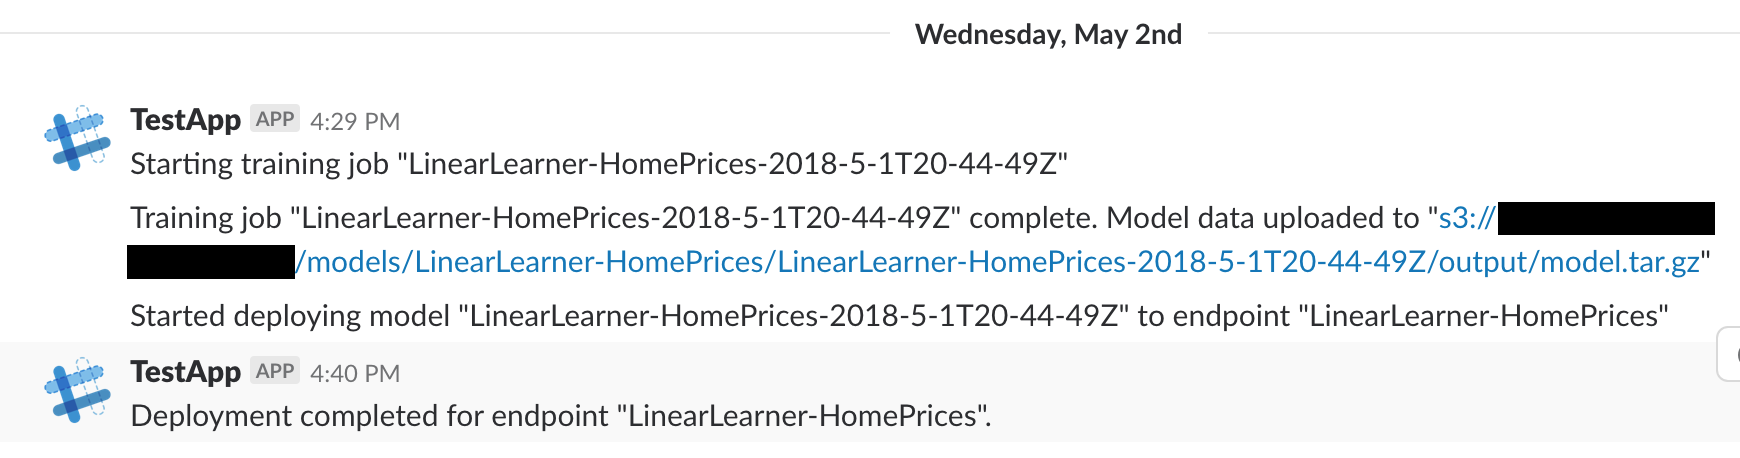 Wednesday, May 2nd
TestApp APP 4:29 PM
Starting training job "LinearLearner-HomePrices-2018-5-1T20-44-49Z"
Training job "LinearLearner-HomePrices-2018-5-1T20-44-49Z" complete. Model data uploaded to "s3://
/models/LinearLearner-HomePrices/LinearLearner-HomePrices-2018-5-1T20-44-49Z/output/model.tar.gz"
Started deploying model "LinearLearner-HomePrices-2018-5-1T20-44-49Z" to endpoint "LinearLearner-HomePrices"
TestApp APP 4:40 PM
Deployment completed for endpoint "LinearLearner-HomePrices".